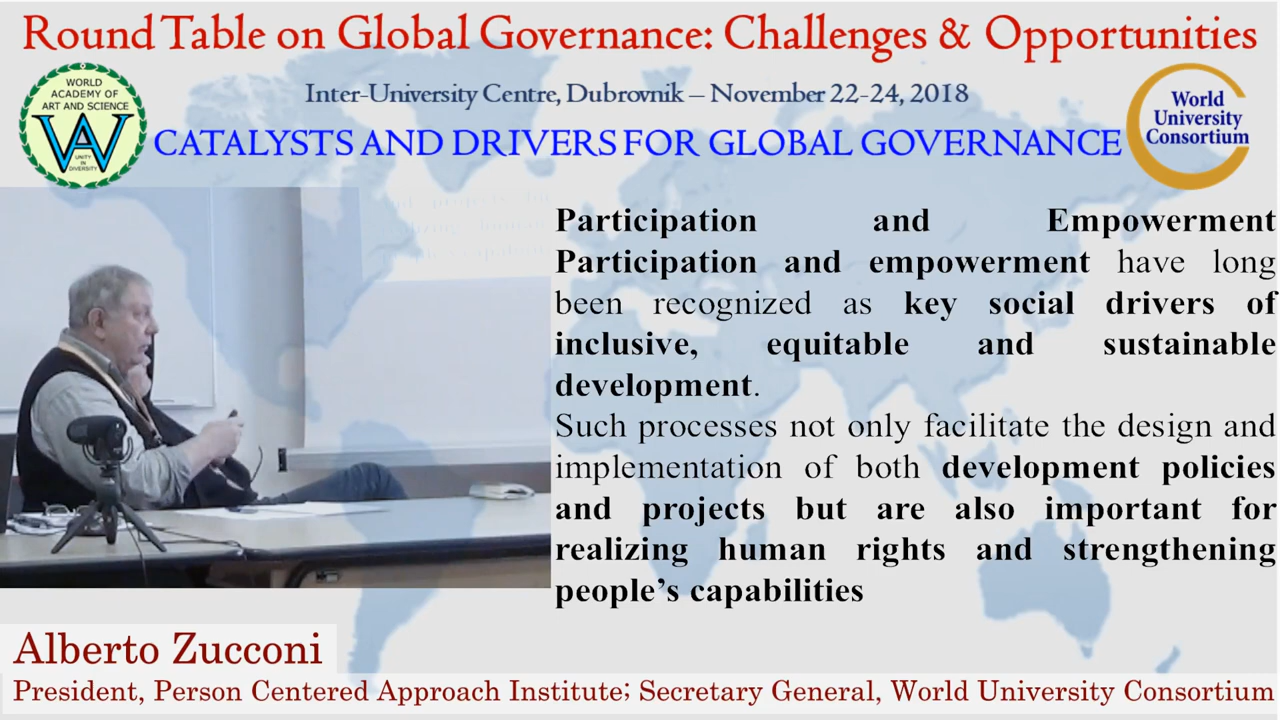 Round Table on Global Governance: Challenges & Opportunities
WORLD
ACADEMY OF
ART AND SCIENCE
WA
UNITY
IN
DIVERSITY
Inter-University Centre, Dubrovnik – November 22-24, 2018
CATALYSTS AND DRIVERS FOR GLOBAL GOVERNANCE
World
University
Consortium
Participation and Empowerment
Participation and empowerment have long
been recognized as key social drivers of
inclusive, equitable and sustainable
development.
Such processes not only facilitate the design and
implementation of both development policies
and projects but are also important for
realizing human rights and strengthening
people’s capabilities
Alberto Zucconi
President, Person Centered Approach Institute; Secretary General, World University Consortium